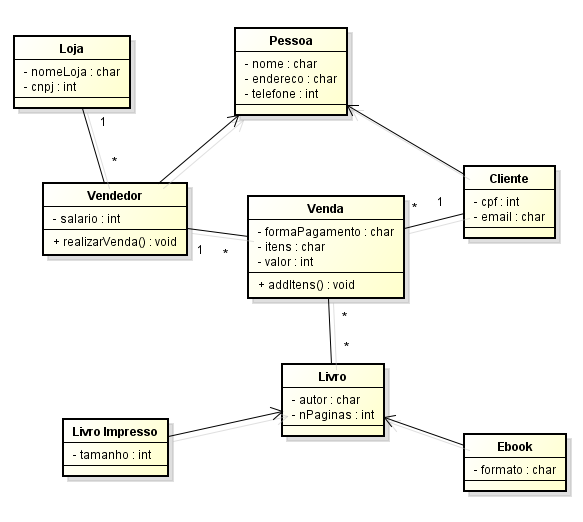 Loja
- nomeLoja : char
- cnpj : int
Pessoa
- nome : char
- endereco : char
- telefone : int
1
*
Vendedor
- salario : int
+ realizarVenda() : void
Cliente
- cpf : int
- email : char
Venda
- formaPagamento : char
- itens : char
- valor : int
+ addItens() : void
* 1
1 *
*
*
Livro
- autor : char
- nPaginas : int
Livro Impresso
- tamanho : int
Ebook
- formato : char